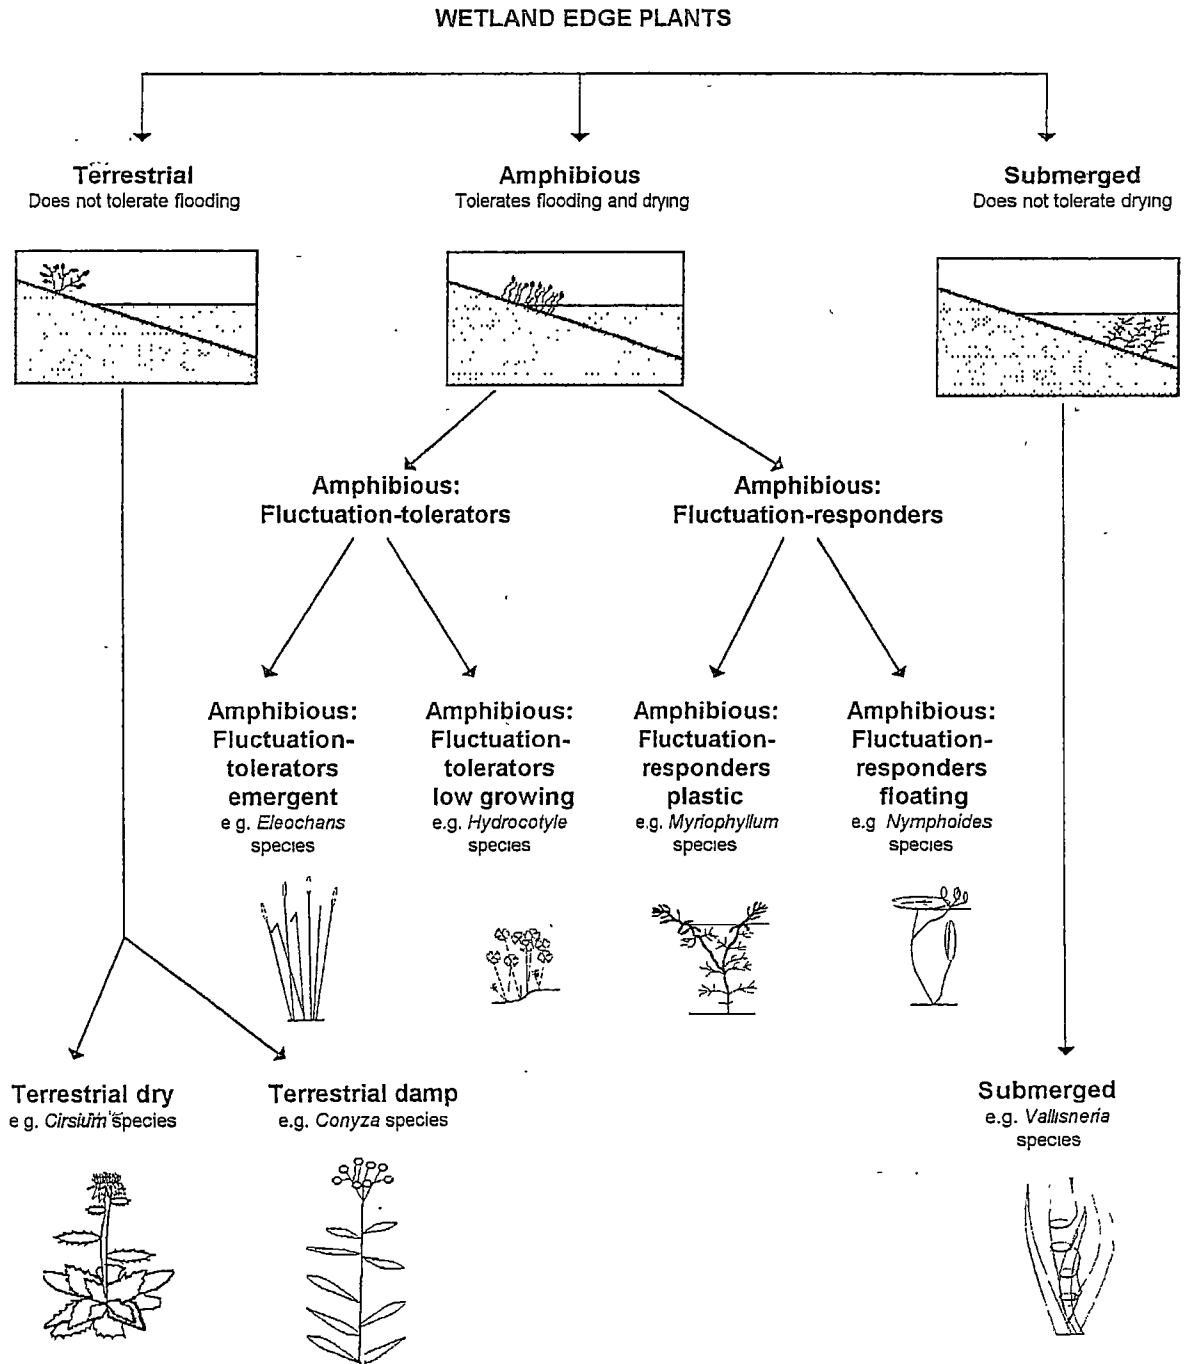 WETLAND EDGE PLANTS
Terrestrial
Does not tolerate flooding
Amphibious
Tolerates flooding and drying
Submerged
Does not tolerate drying
Amphibious:
Fluctuation-tolerators
Amphibious:
Fluctuation-responders
Amphibious:
Fluctuation-
tolerators
emergent
e g. Eleochans
species
Amphibious:
Fluctuation-
tolerators
low growing
e.g. Hydrocotyle
species
Amphibious:
Fluctuation-
responders
plastic
e.g. Myriophyllum
species
Amphibious:
Fluctuation-
responders
floating
e.g Nymphoides
species
Terrestrial dry
e g. Cirsium species
Terrestrial damp
e.g. Conyza species
Submerged
e.g. Vallisneria
species